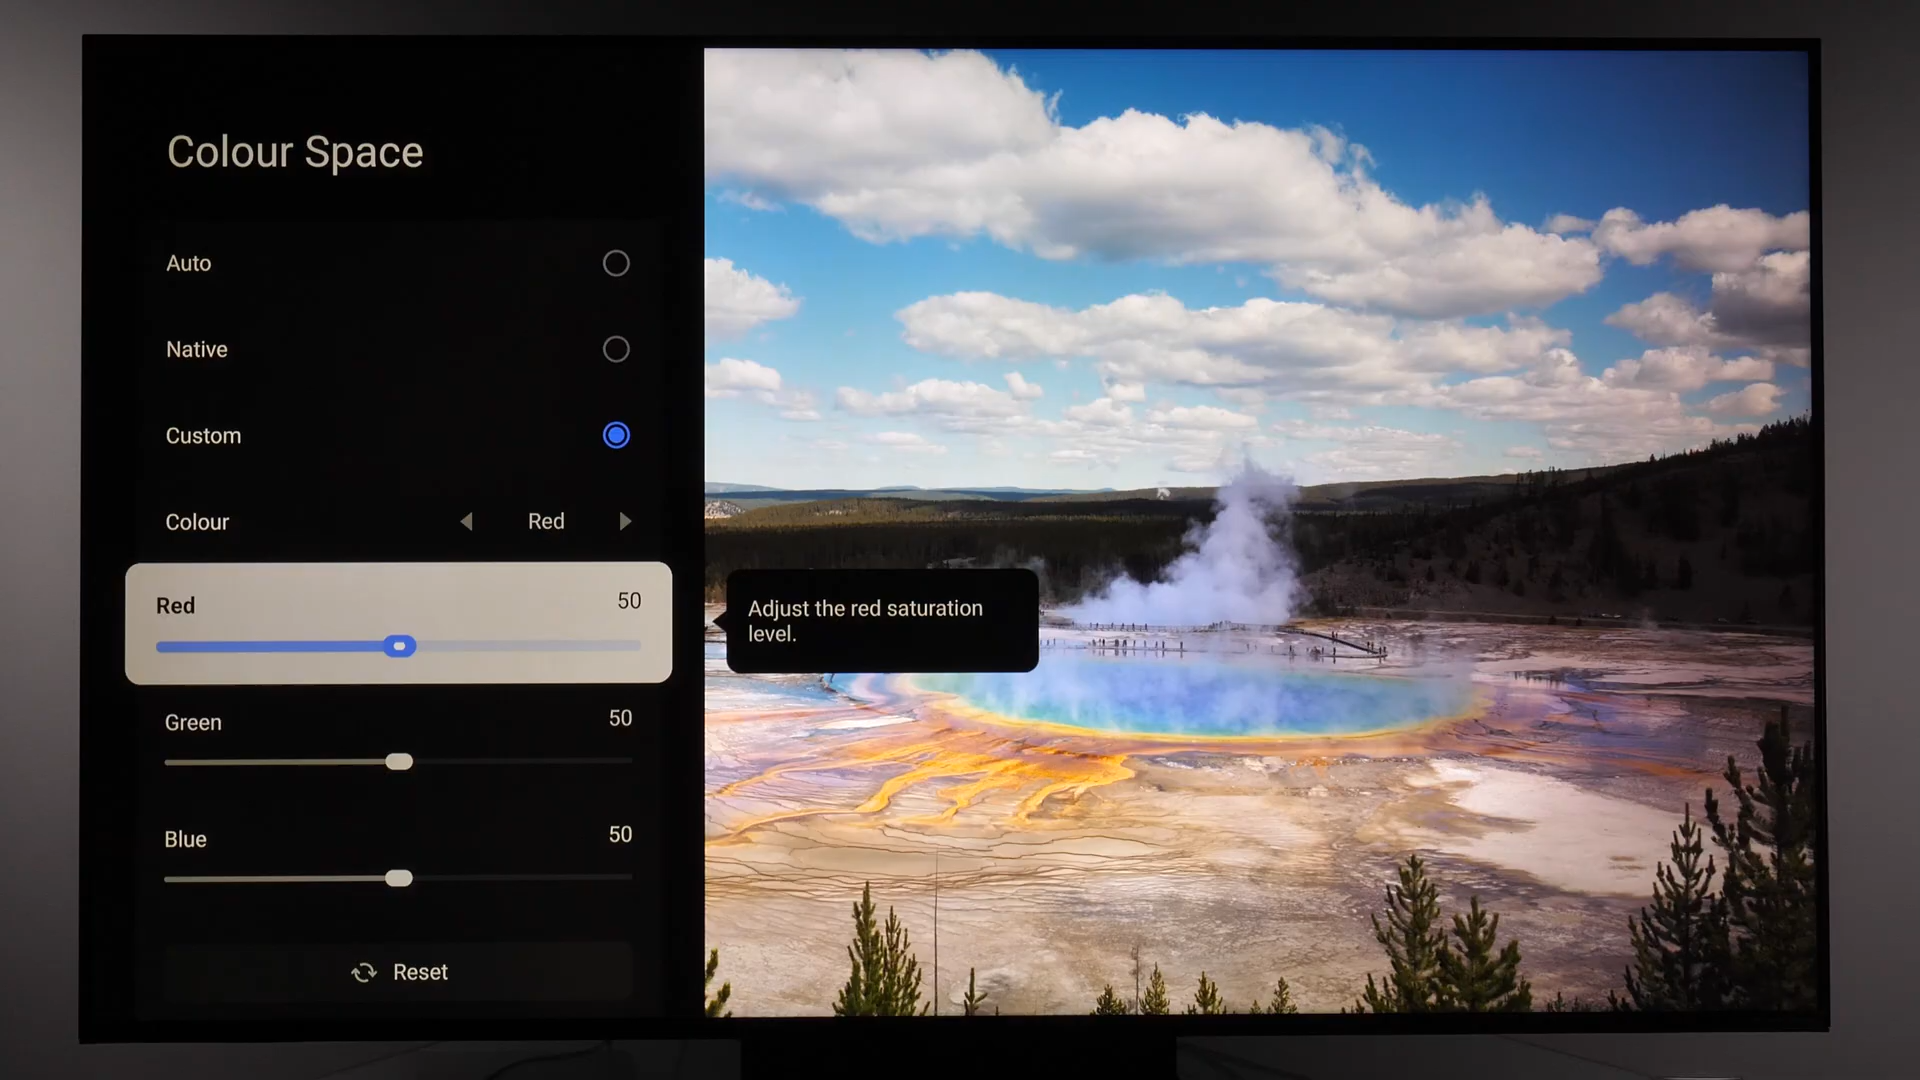 Colour Space
Auto
Native
Custom
Colour
Red
Red
50
Adjust the red saturation
level.
Green
50
Blue
50
Reset